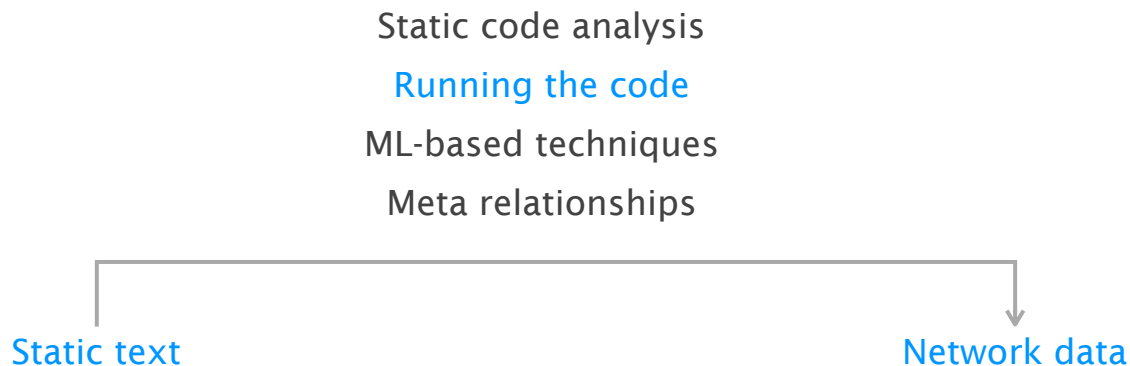 Static code analysis
Running the code
ML-based techniques
Meta relationships
Static text
Network data